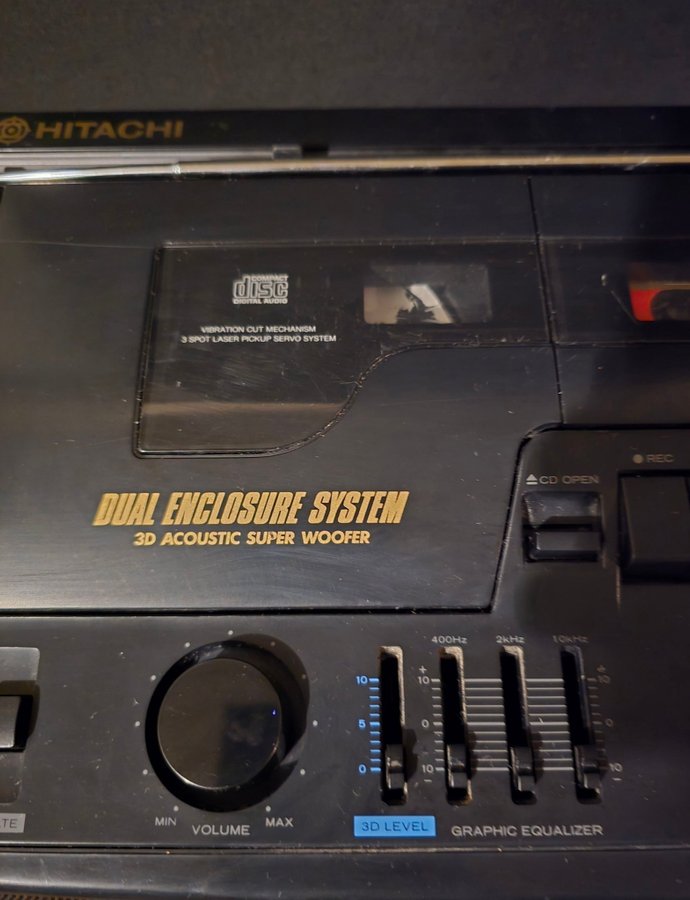 HITACHI
COMPACT
disc
DIGITAL AUDIO
VIBRATION CUT MECHANISM
3 SPOT LASER PICKUP SERVO SYSTEM
● REC
⏏CD OPEN
DUAL ENCLOSURE SYSTEM
3D ACOUSTIC SUPER WOOFER
400Hz 2kHz 10kHz
+ +
10 10 10
5 0 0
0 10 10
- -
MIN VOLUME MAX
3D LEVEL
GRAPHIC EQUALIZER